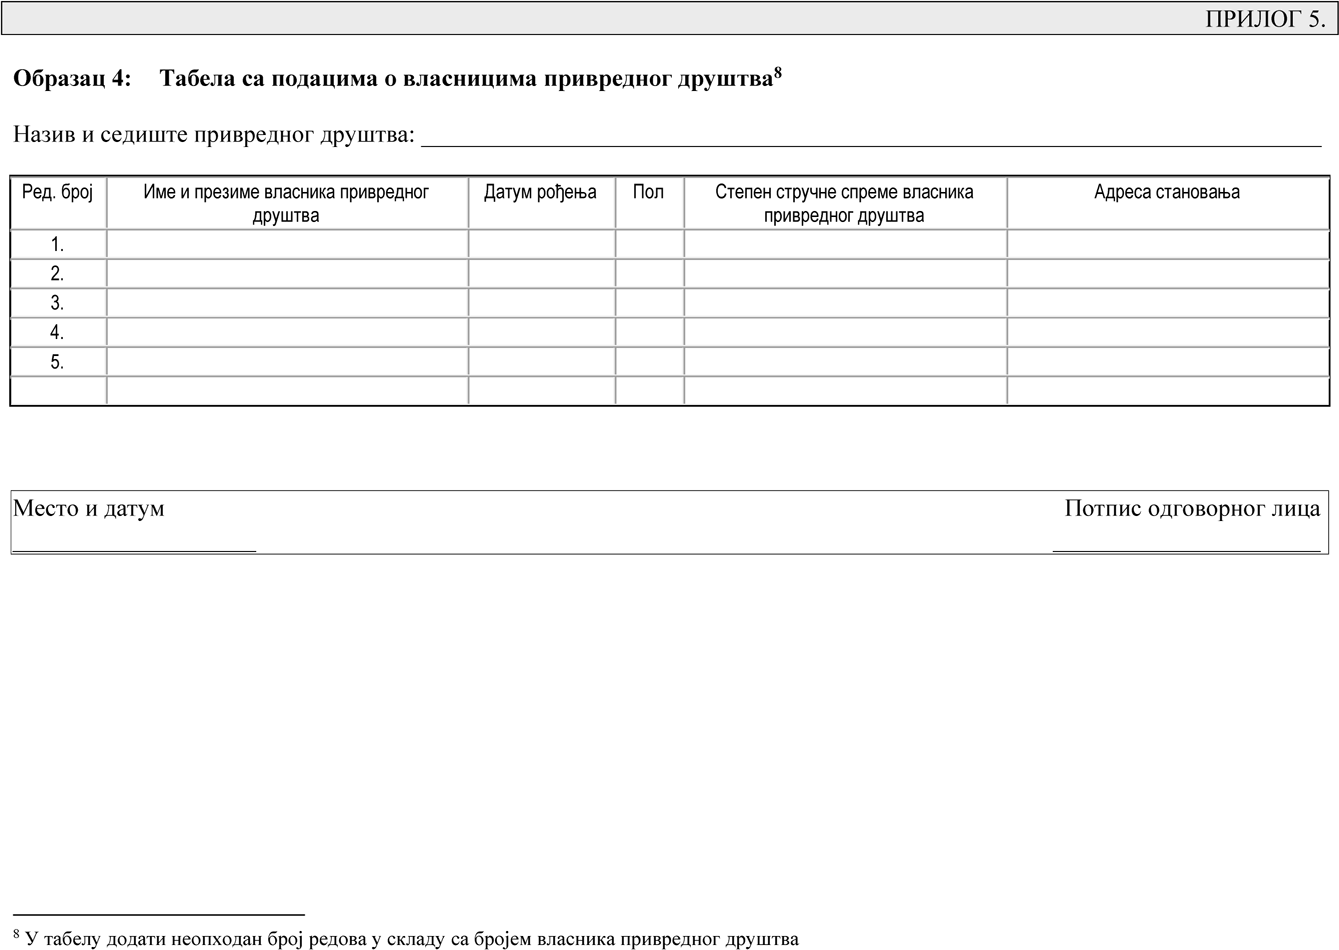 ПРИЛОГ 5.
Образац 4: Табела са подацима о власницима привредног друштва⁸
Назив и седиште привредног друштва:
Ред. број Име и презиме власника привредног друштва Датум рођења Пол Степен стручне спреме власника привредног друштва Адреса становања
1.
2.
3.
4.
5.
Место и датум Потпис одговорног лица
⁸ У табелу додати неопходан број редова у складу са бројем власника привредног друштва